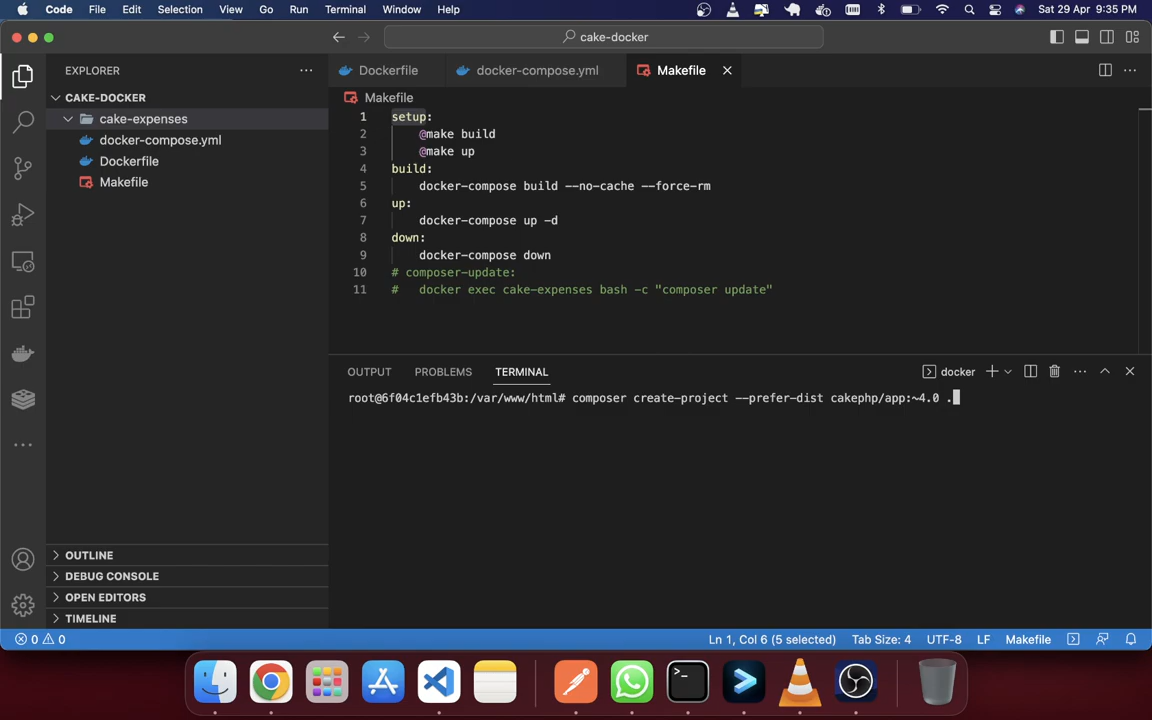 Code File Edit Selection View Go Run Terminal Window Help Sat 29 Apr 9:35 PM
cake-docker
EXPLORER
Dockerfile docker-compose.yml Makefile
CAKE-DOCKER
cake-expenses
docker-compose.yml
Dockerfile
Makefile
Makefile
1 setup:
2 @make build
3 @make up
4 build:
5 docker-compose build --no-cache --force-rm
6 up:
7 docker-compose up -d
8 down:
9 docker-compose down
10 # composer-update:
11 # docker exec cake-expenses bash -c "composer update"
OUTPUT PROBLEMS TERMINAL docker
root@6f04c1efb43b:/var/www/html# composer create-project --prefer-dist cakephp/app:~4.0 .
OUTLINE
DEBUG CONSOLE
OPEN EDITORS
TIMELINE
0 0 Ln 1, Col 6 (5 selected) Tab Size: 4 UTF-8 LF Makefile